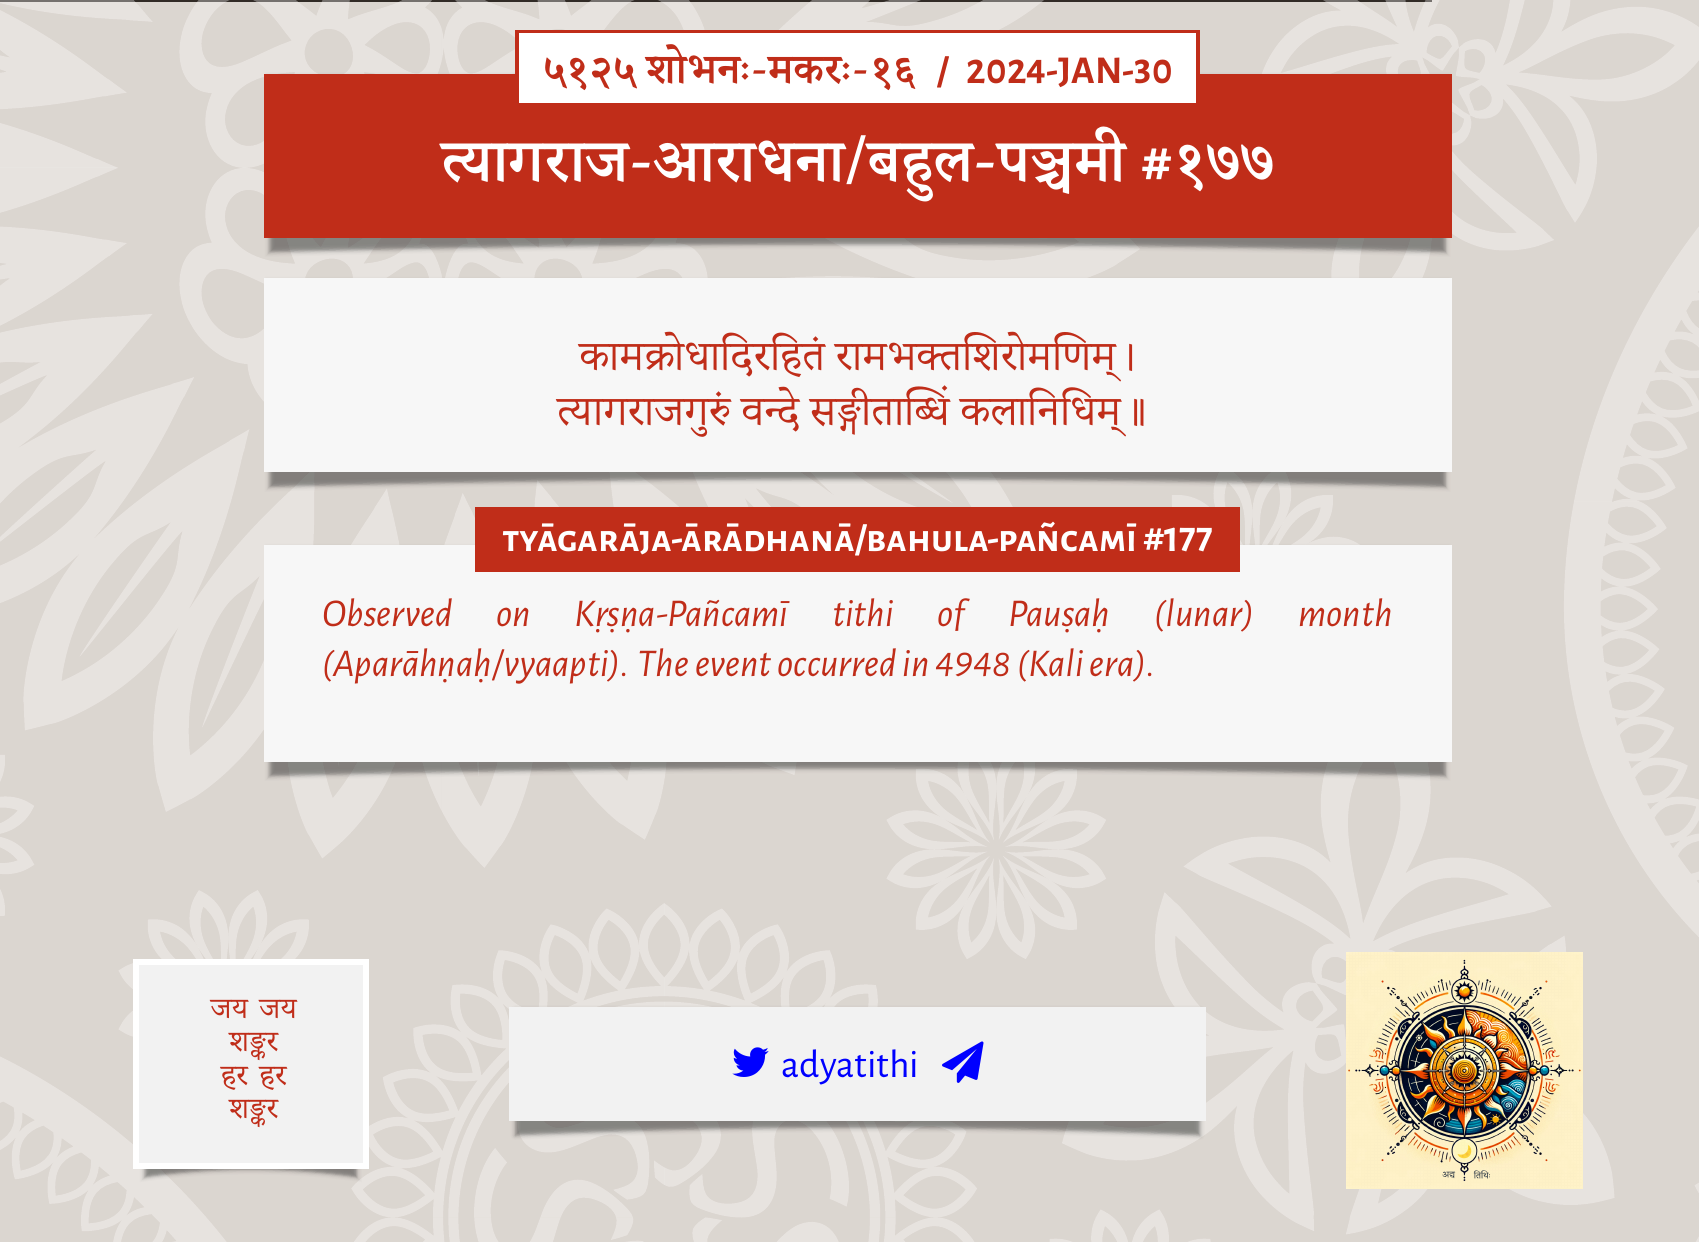 ५१२५ शोभनः-मकरः-१६ / 2024-JAN-30
त्यागराज-आराधना/बहुल-पञ्चमी #१७७
कामक्रोधादिरहितं रामभक्तशिरोमणिम्।
त्यागराजगुरुं वन्दे सङ्गीताब्धिं कलानिधिम्॥
TYĀGARĀJA-ĀRĀDHANĀ/BAHULA-PAÑCAMĪ #177
Observed on Kṛṣṇa-Pañcamī tithi of Pauṣaḥ (lunar) month
(Aparāhṇaḥ/vyaapti). The event occurred in 4948 (Kali era).
जय जय
शङ्कर
हर हर
शङ्कर
adyatithi
अद्य तिथिः